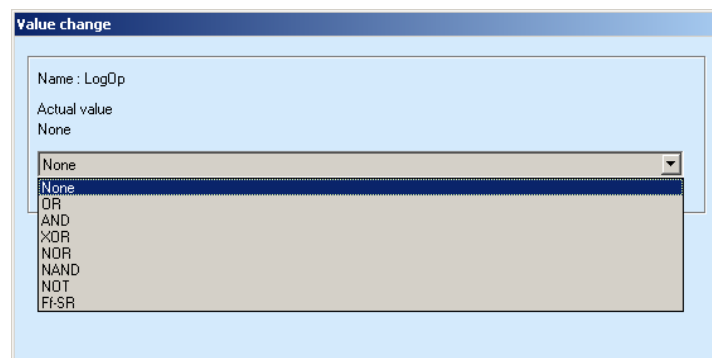 Value change
Name : LogOp
Actual value
None
None
None
OR
AND
XOR
NOR
NAND
NOT
Ff-SR